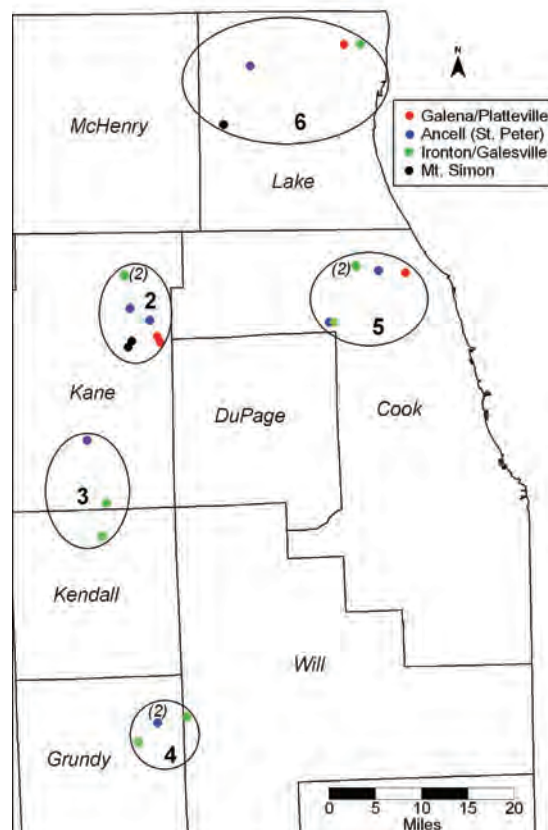 N
Galena/Platteville
Ancell (St. Peter)
Ironton/Galesville
Mt. Simon
McHenry
6
Lake
(2)
2
(2)
5
Kane
DuPage
Cook
3
Kendall
Will
(2)
4
Grundy
0 5 10 15 20
Miles